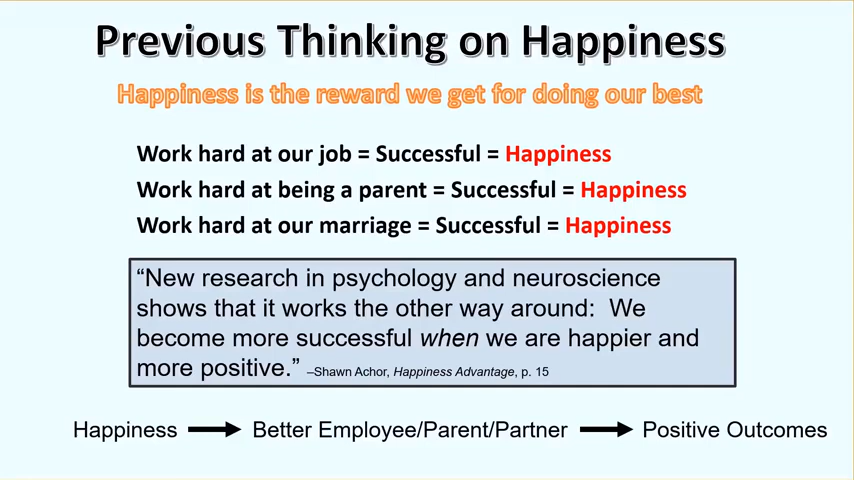 Previous Thinking on Happiness
Happiness is the reward we get for doing our best
Work hard at our job = Successful = Happiness
Work hard at being a parent = Successful = Happiness
Work hard at our marriage = Successful = Happiness
“New research in psychology and neuroscience
shows that it works the other way around:  We
become more successful when we are happier and
more positive.” –Shawn Achor, Happiness Advantage, p. 15
Happiness Better Employee/Parent/Partner Positive Outcomes